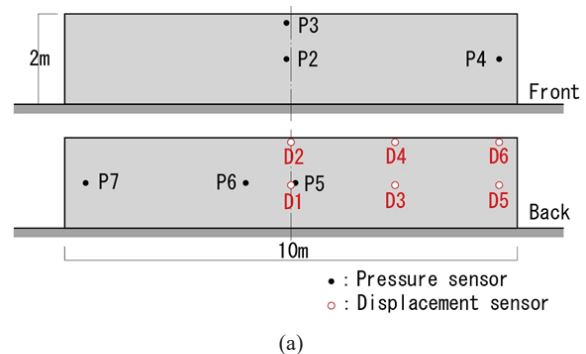 P3
2m
P2
P4
Front
D2
D4
D6
P7
P6
P5
D1
D3
D5
Back
10m
● : Pressure sensor
○ : Displacement sensor
(a)